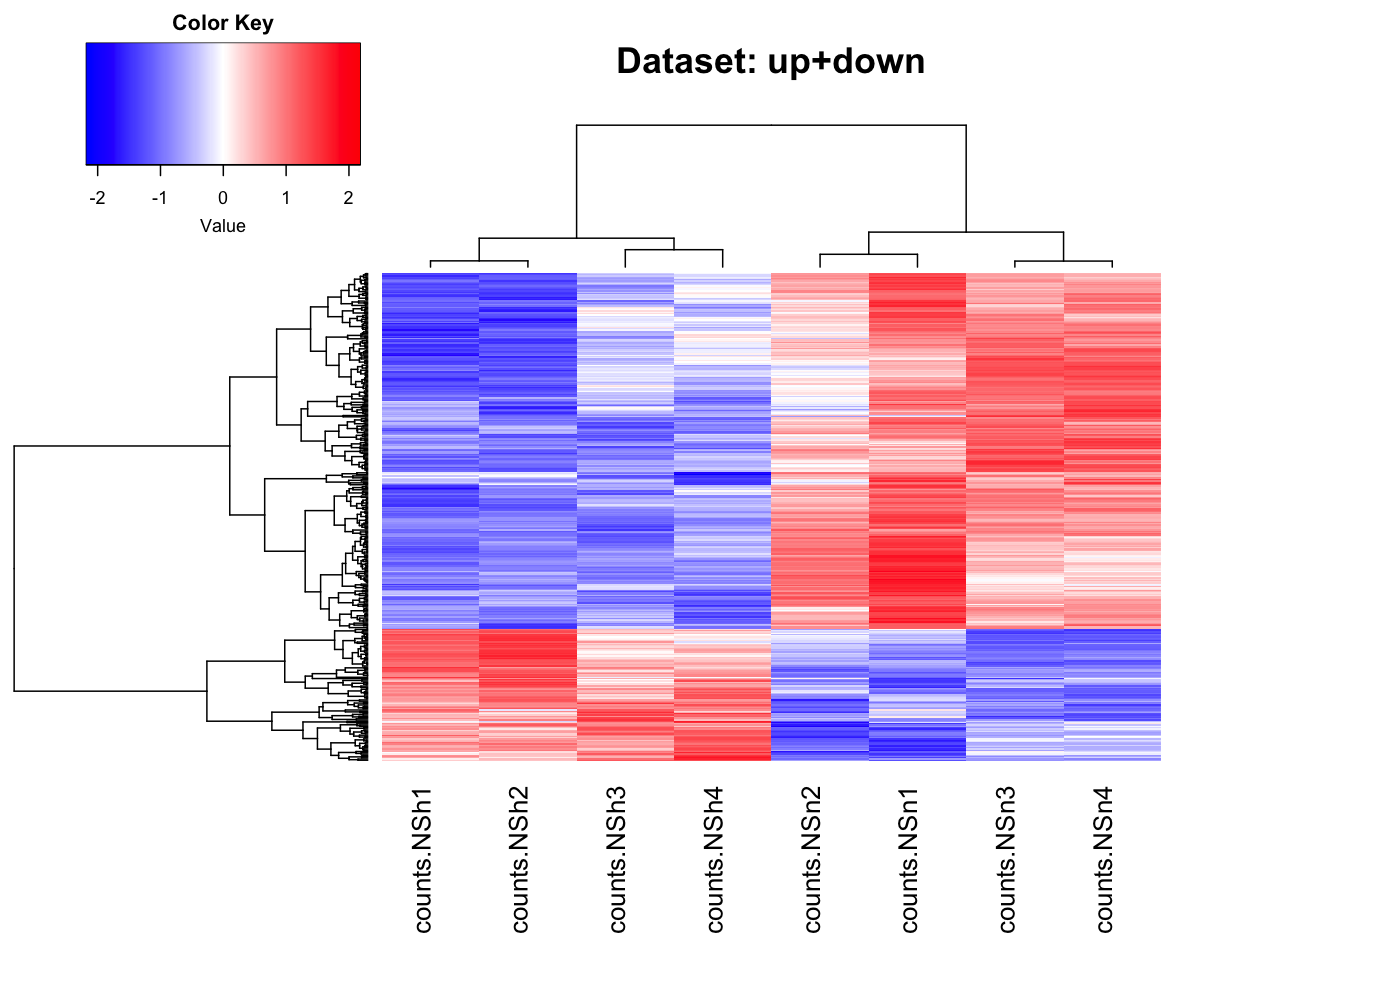 Color Key
Dataset: up+down
-2 -1 0 1 2
Value
counts.NSh1
counts.NSh2
counts.NSh3
counts.NSh4
counts.NSn2
counts.NSn1
counts.NSn3
counts.NSn4